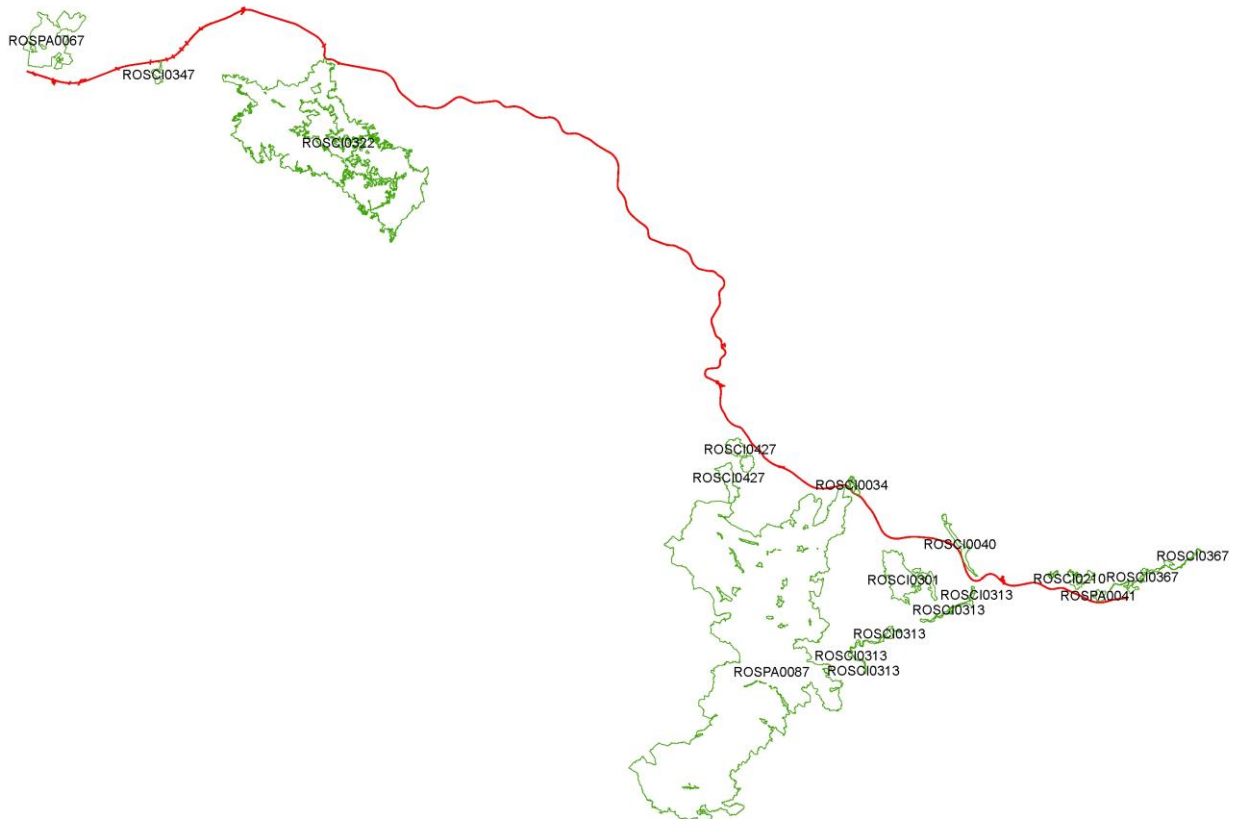 ROSPA0067
ROSCI0347
ROSCI0322
ROSCI0427
ROSCI0427
ROSCI0034
ROSCI0040
ROSCI0367
ROSCI0301
ROSCI0210
ROSCI0367
ROSCI0313
ROSPA0041
ROSCI0313
ROSCI0313
ROSCI0313
ROSPA0087
ROSCI0313